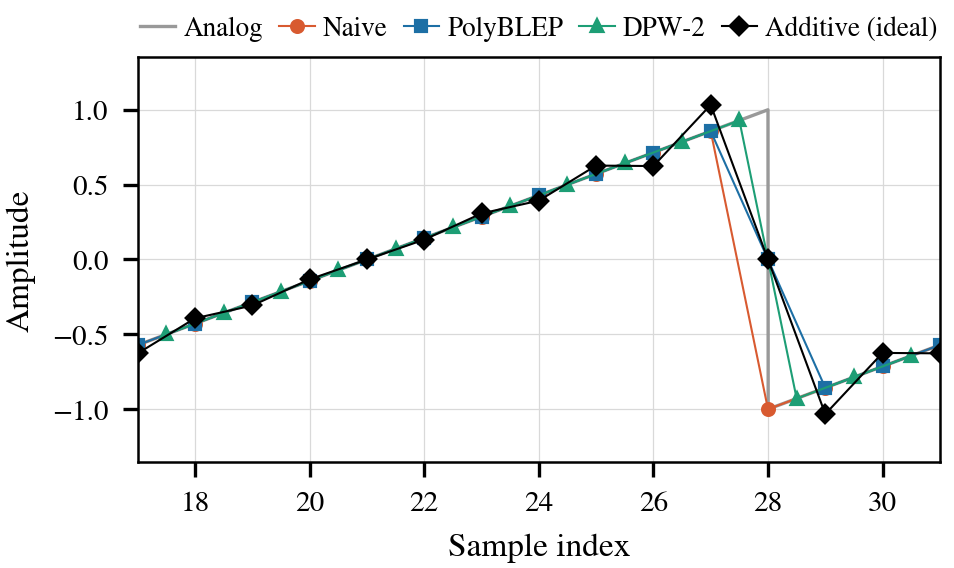 Analog Naive PolyBLEP DPW-2 Additive (ideal)
1.0
0.5
0.0
−0.5
−1.0
Amplitude
18 20 22 24 26 28 30
Sample index